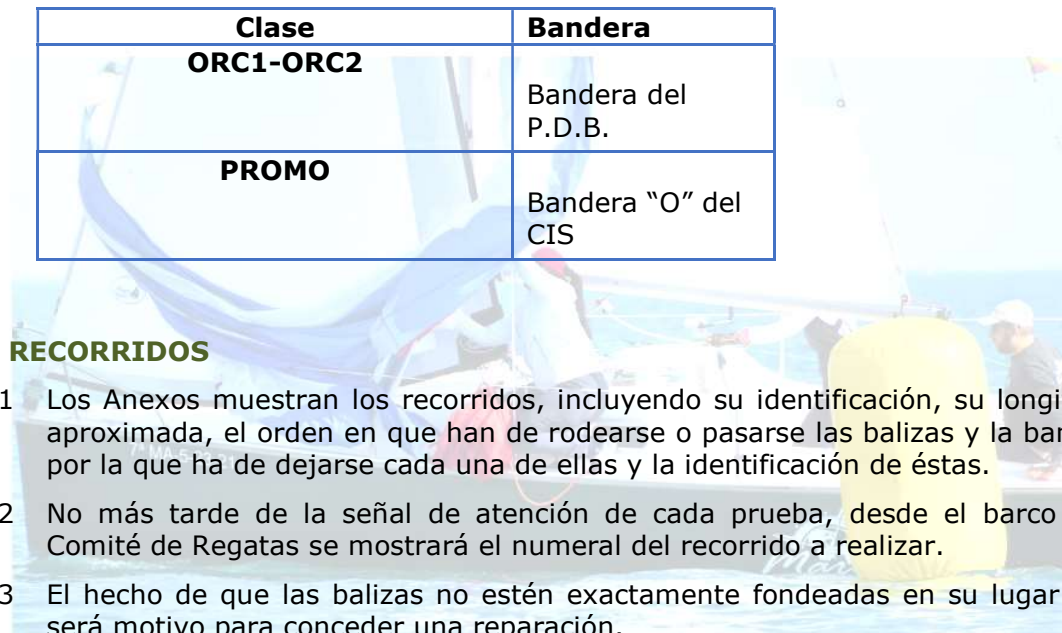 Clase Bandera
ORC1-ORC2
Bandera del
P.D.B.
PROMO
Bandera “O” del
CIS
RECORRIDOS
1 Los Anexos muestran los recorridos, incluyendo su identificación, su longi
aproximada, el orden en que han de rodearse o pasarse las balizas y la ban
por la que ha de dejarse cada una de ellas y la identificación de éstas.
2 No más tarde de la señal de atención de cada prueba, desde el barco
Comité de Regatas se mostrará el numeral del recorrido a realizar.
3 El hecho de que las balizas no estén exactamente fondeadas en su lugar
será motivo para conceder una reparación.